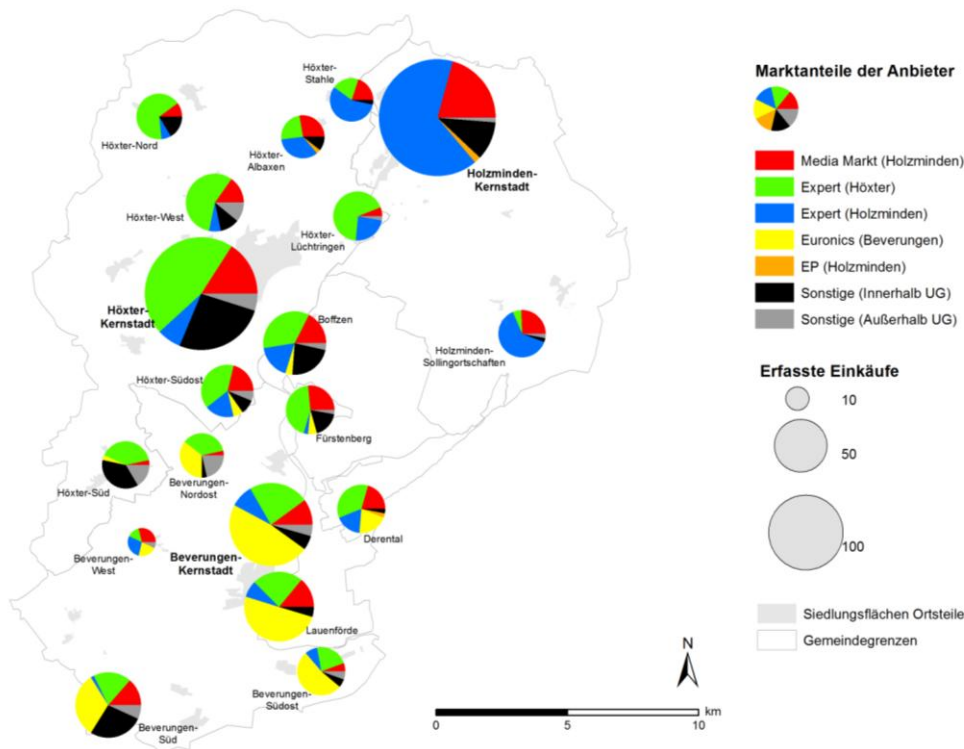 Höxter-
Stahle
Höxter-Nord
Höxter-
Albaxen
Holzminden-
Kernstadt
Höxter-West
Höxter-
Lüchtringen
Höxter-
Kernstadt
Boffzen
Holzminden-
Sollingortschaften
Höxter-Südost
Fürstenberg
Höxter-Süd
Beverungen-
Nordost
Derental
Beverungen-
West
Beverungen-
Kernstadt
Lauenförde
Beverungen-
Südost
Beverungen-
Süd
Marktanteile der Anbieter
Media Markt (Holzminden)
Expert (Höxter)
Expert (Holzminden)
Euronics (Beverungen)
EP (Holzminden)
Sonstige (Innerhalb UG)
Sonstige (Außerhalb UG)
Erfasste Einkäufe
10
50
100
Siedlungsflächen Ortsteile
Gemeindegrenzen
N
km
0 5 10